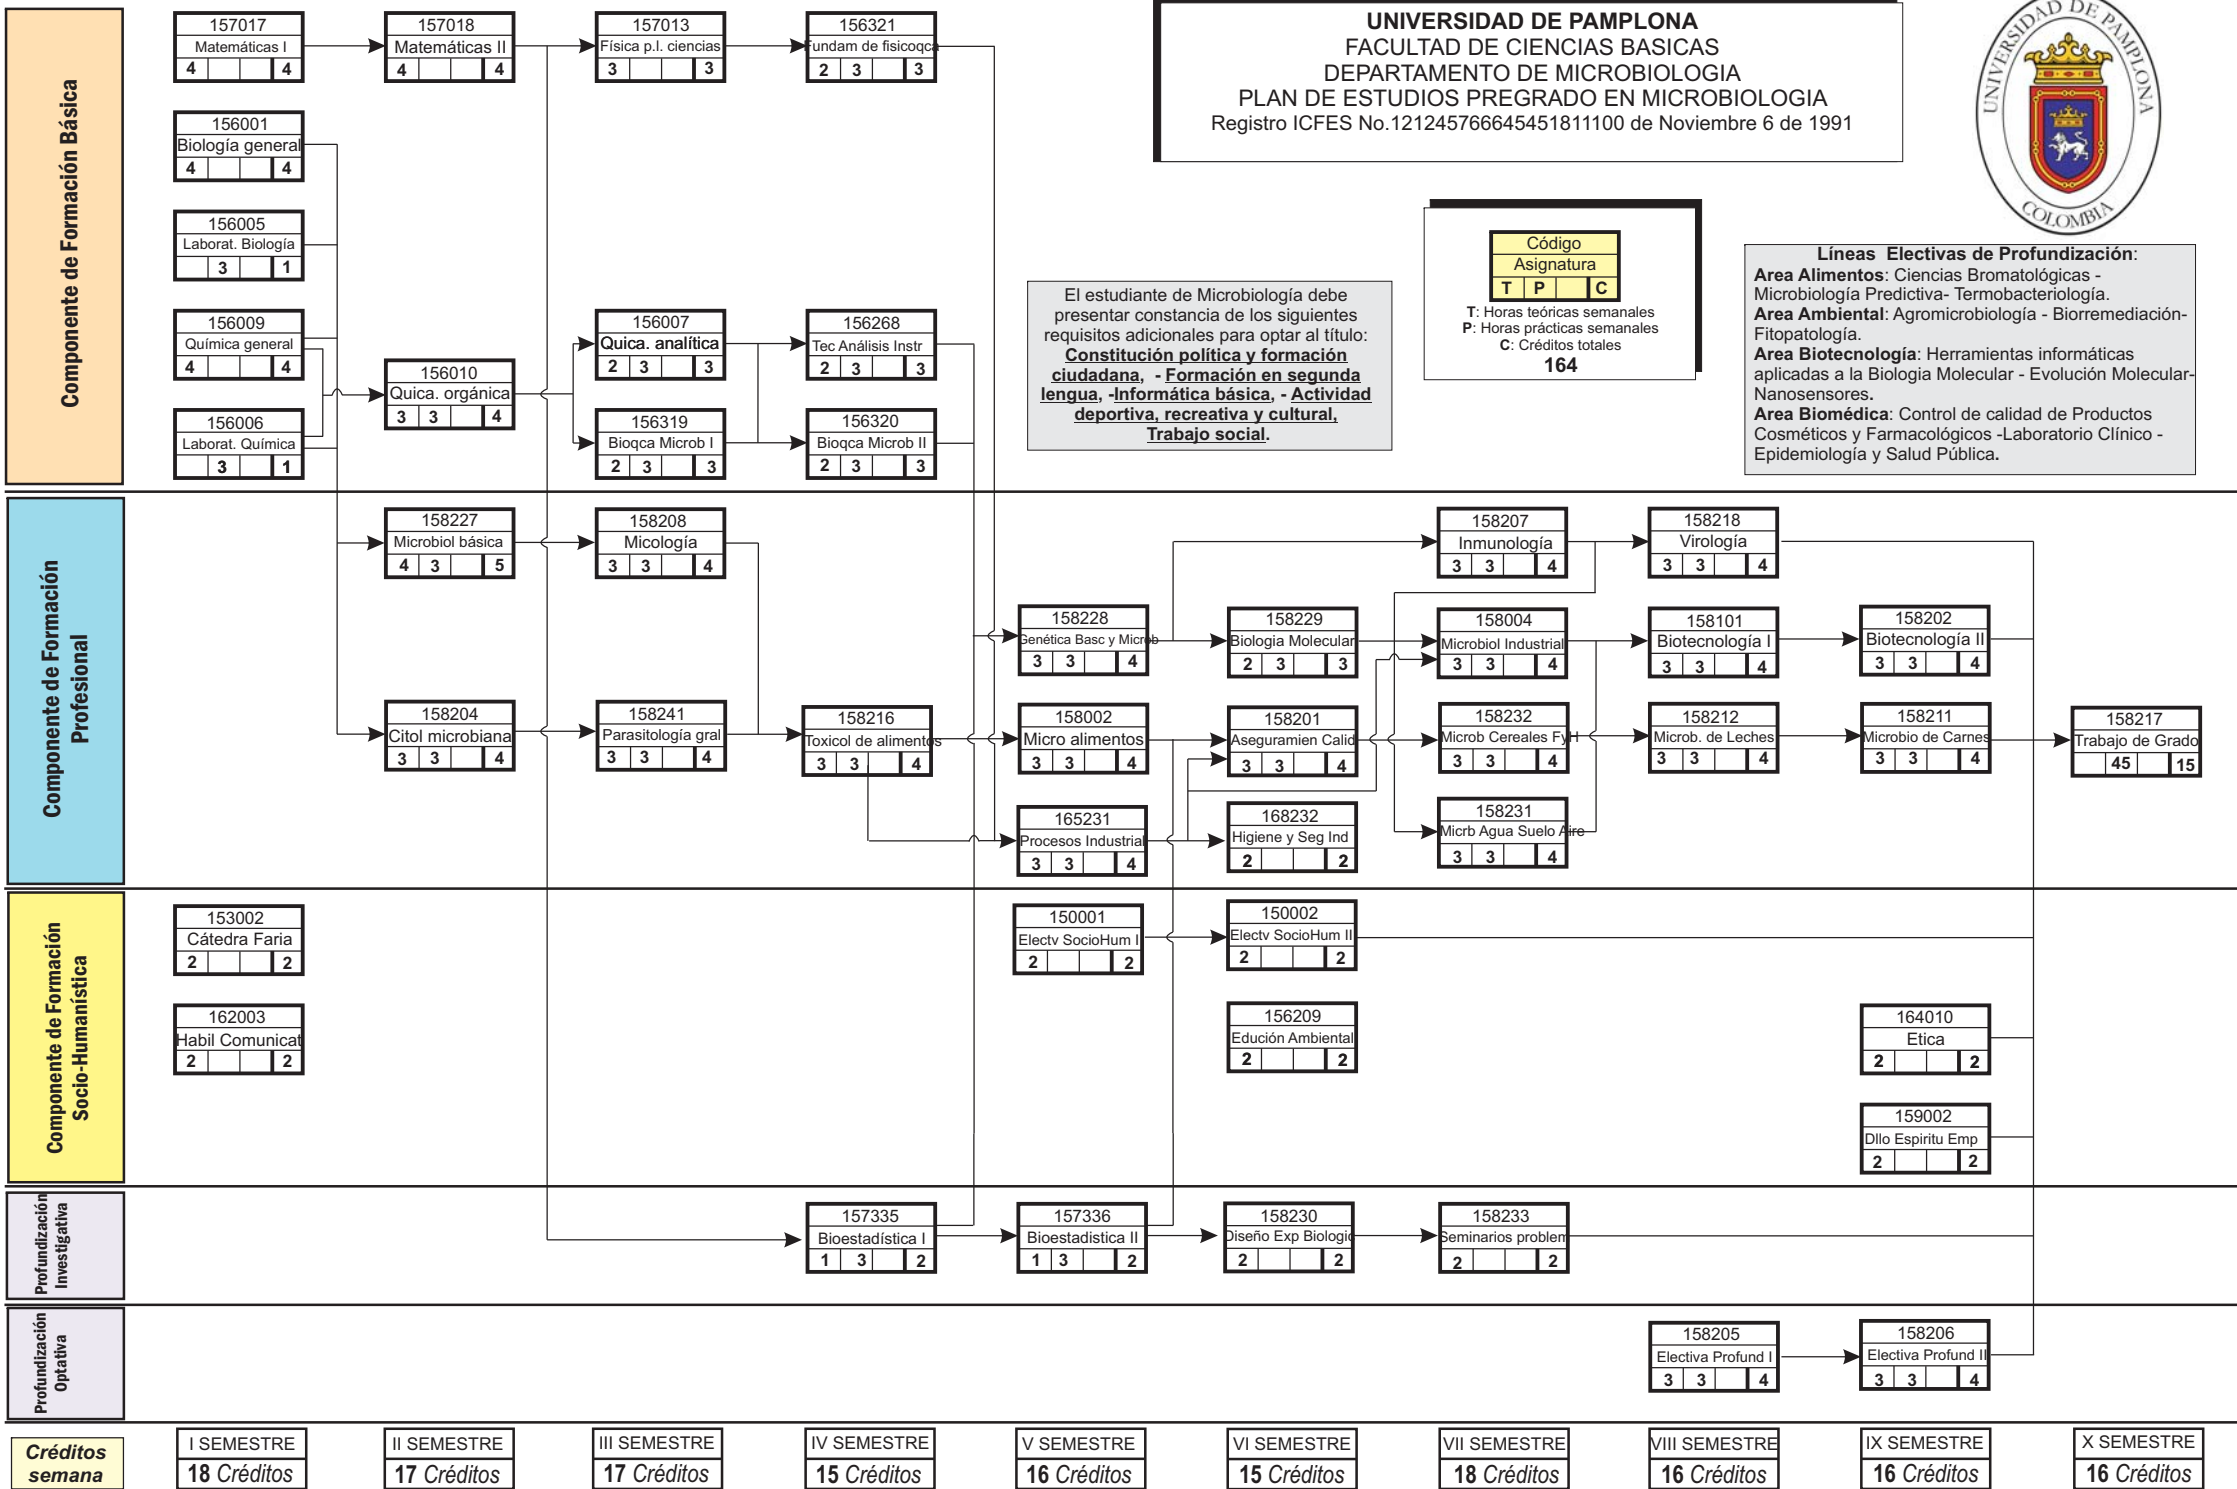 UNIVERSIDAD DE PAMPLONA
FACULTAD DE CIENCIAS BASICAS
DEPARTAMENTO DE MICROBIOLOGIA
PLAN DE ESTUDIOS PREGRADO EN MICROBIOLOGIA
Registro ICFES No.121245766645451811100 de Noviembre 6 de 1991
UNIVERSIDAD DE PAMPLONA
COLOMBIA
Código
Asignatura
T P C
T: Horas teóricas semanales
P: Horas prácticas semanales
C: Créditos totales
164
El estudiante de Microbiología debe
presentar constancia de los siguientes
requisitos adicionales para optar al título:
Constitución política y formación
ciudadana, - Formación en segunda
lengua, -Informática básica, - Actividad
deportiva, recreativa y cultural,
Trabajo social.
Líneas Electivas de Profundización:
Area Alimentos: Ciencias Bromatológicas -
Microbiología Predictiva- Termobacteriología.
Area Ambiental: Agromicrobiología - Biorremediación-
Fitopatología.
Area Biotecnología: Herramientas informáticas
aplicadas a la Biologia Molecular - Evolución Molecular-
Nanosensores.
Area Biomédica: Control de calidad de Productos
Cosméticos y Farmacológicos -Laboratorio Clínico -
Epidemiología y Salud Pública.
Componente de Formación Básica
157017
Matemáticas I
4 4
157018
Matemáticas II
4 4
157013
Física p.l. ciencias
3 3
156321
Fundam de fisicoqca
2 3 3
156001
Biología general
4 4
156005
Laborat. Biología
3 1
156009
Química general
4 4
156006
Laborat. Química
3 1
156010
Quica. orgánica
3 3 4
156007
Quica. analítica
2 3 3
156268
Tec Análisis Instr
2 3 3
156319
Bioqca Microb I
2 3 3
156320
Bioqca Microb II
2 3 3
Componente de Formación
Profesional
158227
Microbiol básica
4 3 5
158208
Micología
3 3 4
158207
Inmunología
3 3 4
158218
Virología
3 3 4
158228
Genética Basc y Microb
3 3 4
158229
Biologia Molecular
2 3 3
158004
Microbiol Industrial
3 3 4
158101
Biotecnología I
3 3 4
158202
Biotecnología II
3 3 4
158204
Citol microbiana
3 3 4
158241
Parasitología gral
3 3 4
158216
Toxicol de alimentos
3 3 4
158002
Micro alimentos
3 3 4
158201
Aseguramien Calid
3 3 4
158232
Microb Cereales FyH
3 3 4
158212
Microb. de Leches
3 3 4
158211
Microbio de Carnes
3 3 4
158217
Trabajo de Grado
45 15
165231
Procesos Industrial
3 3 4
168232
Higiene y Seg Ind
2 2
158231
Micrb Agua Suelo Aire
3 3 4
Componente de Formación
Socio-Humanística
153002
Cátedra Faria
2 2
162003
Habil Comunicat
2 2
150001
Electv SocioHum I
2 2
150002
Electv SocioHum II
2 2
156209
Edución Ambiental
2 2
164010
Etica
2 2
159002
Dllo Espiritu Emp
2 2
Profundización
Investigativa
157335
Bioestadística I
1 3 2
157336
Bioestadistica II
1 3 2
158230
Diseño Exp Biologic
2 2
158233
Seminarios problem
2 2
Profundización
Optativa
158205
Electiva Profund I
3 3 4
158206
Electiva Profund II
3 3 4
Créditos
semana
I SEMESTRE
18 Créditos
II SEMESTRE
17 Créditos
III SEMESTRE
17 Créditos
IV SEMESTRE
15 Créditos
V SEMESTRE
16 Créditos
VI SEMESTRE
15 Créditos
VII SEMESTRE
18 Créditos
VIII SEMESTRE
16 Créditos
IX SEMESTRE
16 Créditos
X SEMESTRE
16 Créditos